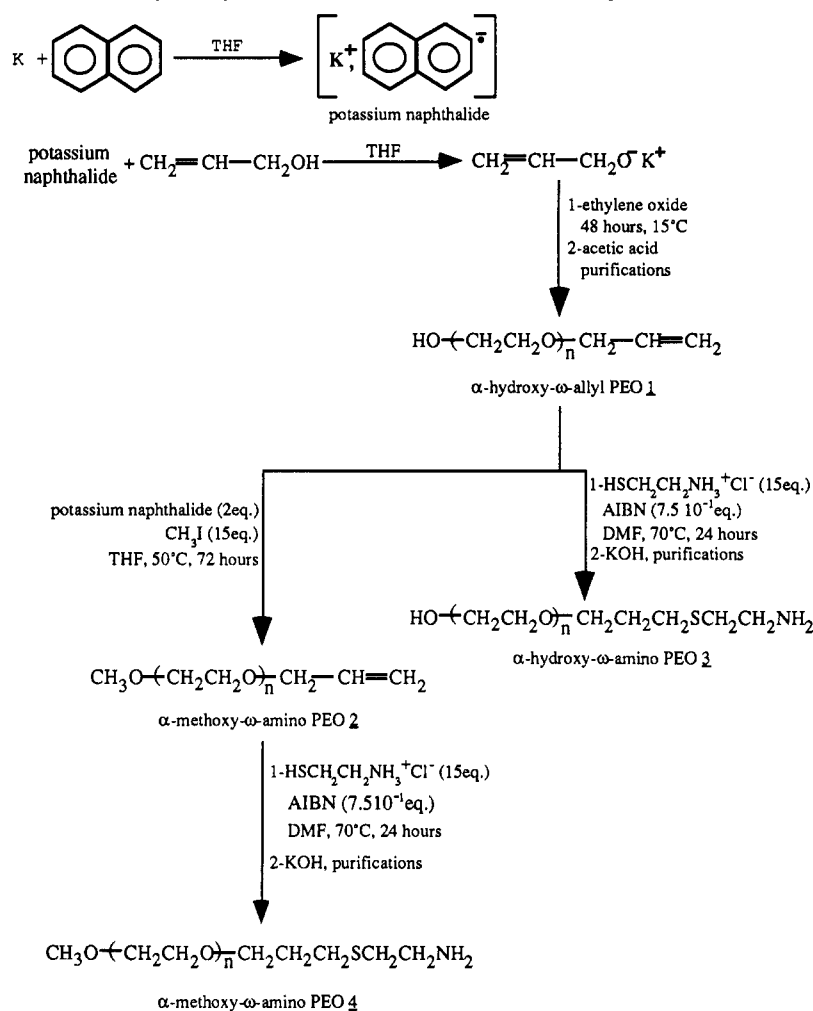 K + THF [K⁺, ⁻•]
potassium naphthalide
potassium naphthalide + CH₂=CH—CH₂OH THF CH₂=CH—CH₂O⁻ K⁺
1-ethylene oxide
48 hours, 15°C
2-acetic acid
purifications
HO-(-CH₂CH₂O-)-ₙ CH₂—CH=CH₂
α-hydroxy-ω-allyl PEO 1
potassium naphthalide (2eq.)
CH₃I (15eq.)
THF, 50°C, 72 hours
1-HSCH₂CH₂NH₃⁺Cl⁻ (15eq.)
AIBN (7.5 10⁻¹eq.)
DMF, 70°C, 24 hours
2-KOH, purifications
HO-(-CH₂CH₂O-)-ₙ CH₂CH₂CH₂SCH₂CH₂NH₂
α-hydroxy-ω-amino PEO 3
CH₃O-(-CH₂CH₂O-)-ₙ CH₂—CH=CH₂
α-methoxy-ω-amino PEO 2
1-HSCH₂CH₂NH₃⁺Cl⁻ (15eq.)
AIBN (7.510⁻¹eq.)
DMF, 70°C, 24 hours
2-KOH, purifications
CH₃O-(-CH₂CH₂O-)-ₙ CH₂CH₂CH₂SCH₂CH₂NH₂
α-methoxy-ω-amino PEO 4